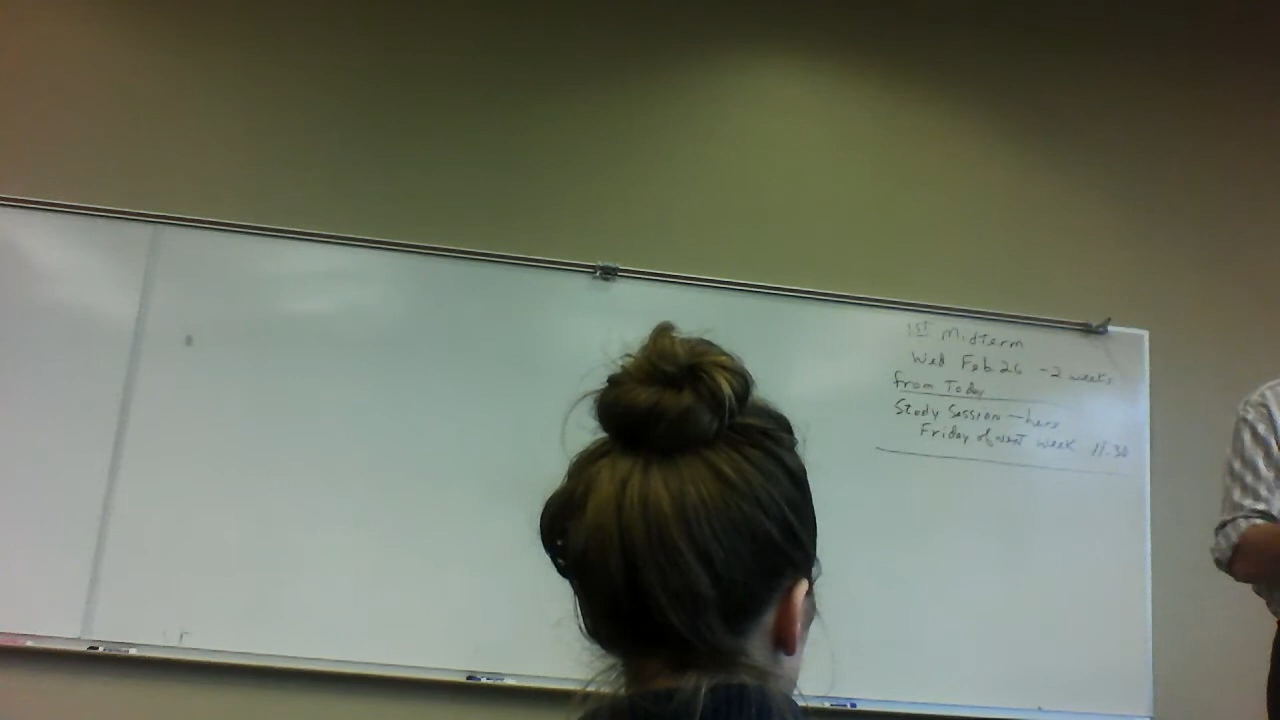 1st Midterm
Wed Feb 26 - 2 weeks
from Today
Study Session - here
Friday of next week 11:30